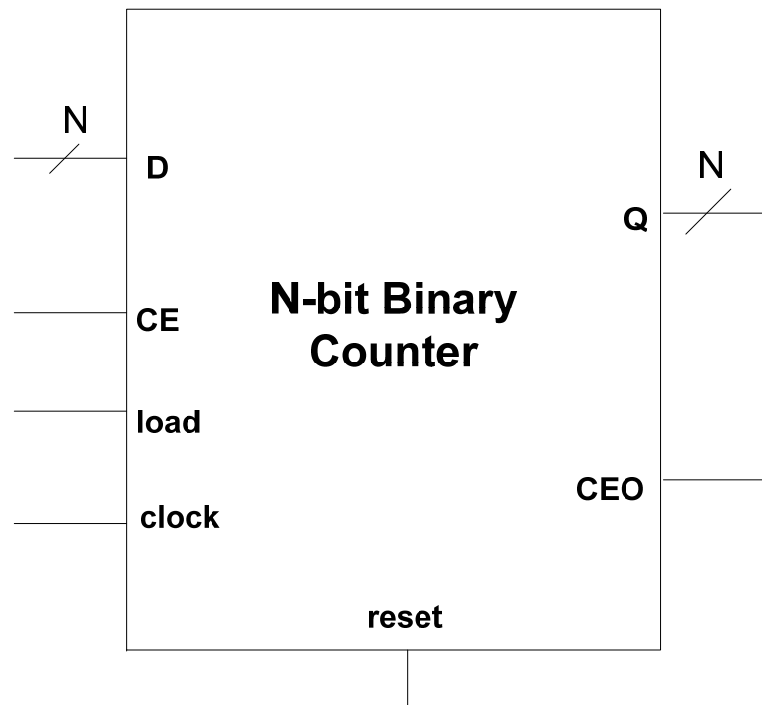 N
D
N
Q
N-bit Binary
Counter
CE
load
CEO
clock
reset